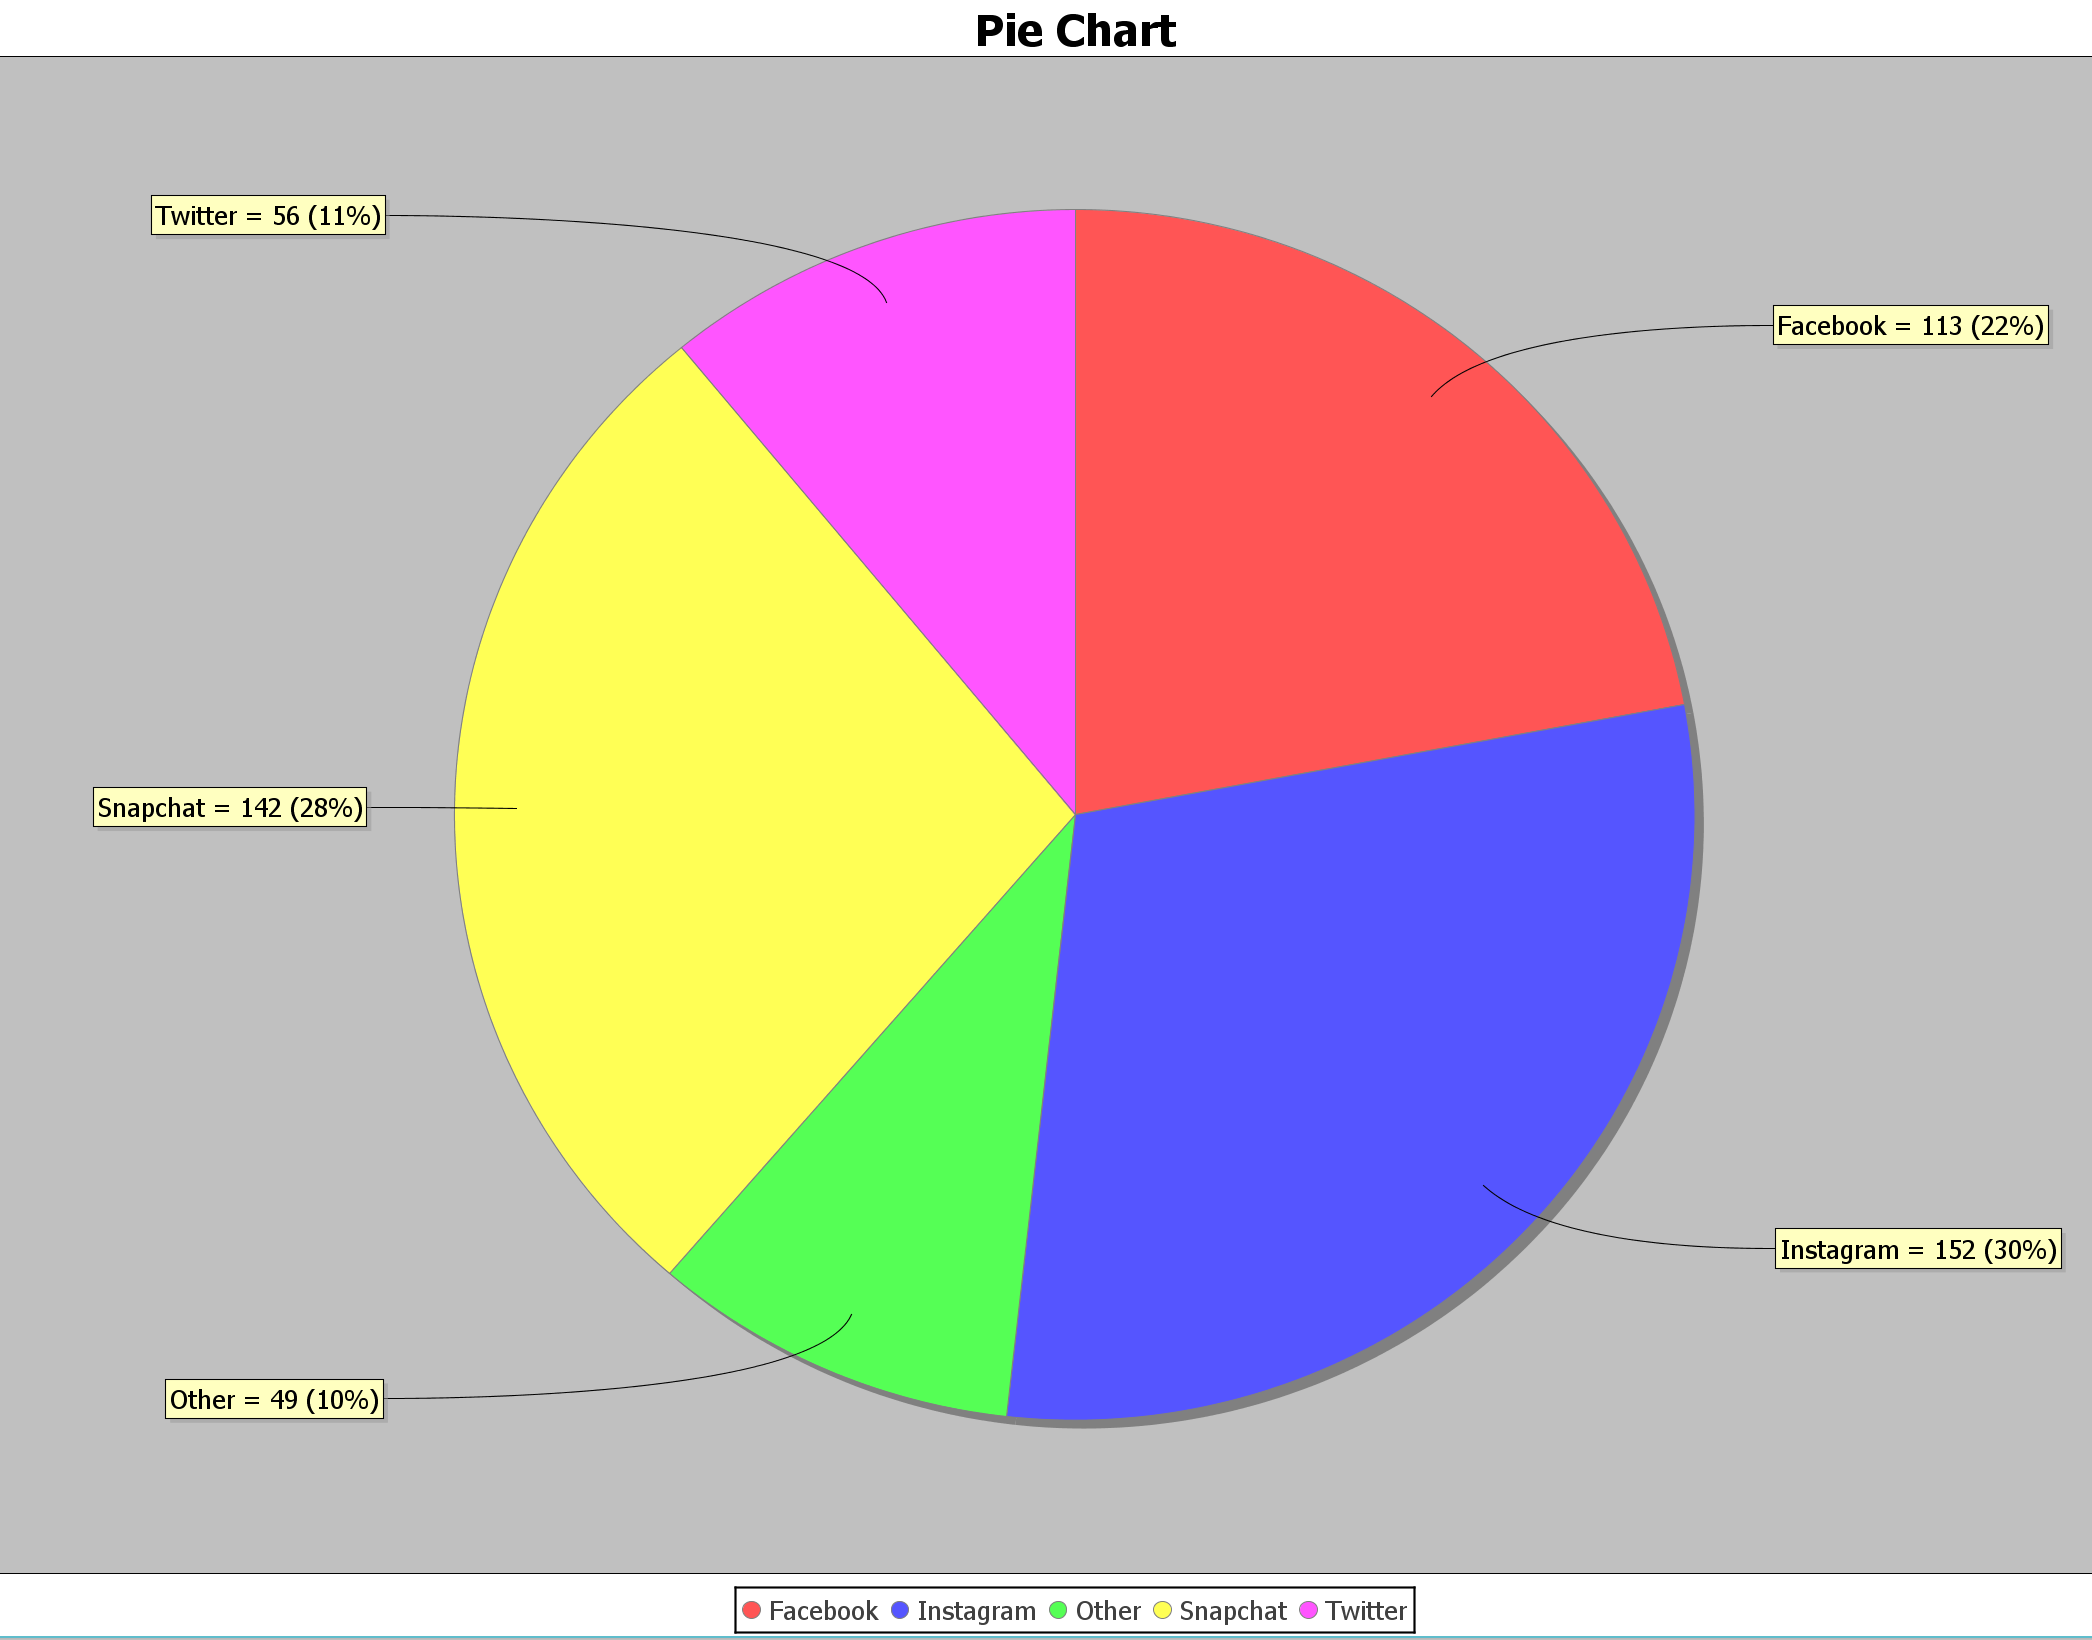 Pie Chart
Twitter = 56 (11%)
Facebook = 113 (22%)
Snapchat = 142 (28%)
Instagram = 152 (30%)
Other = 49 (10%)
Facebook Instagram Other Snapchat Twitter